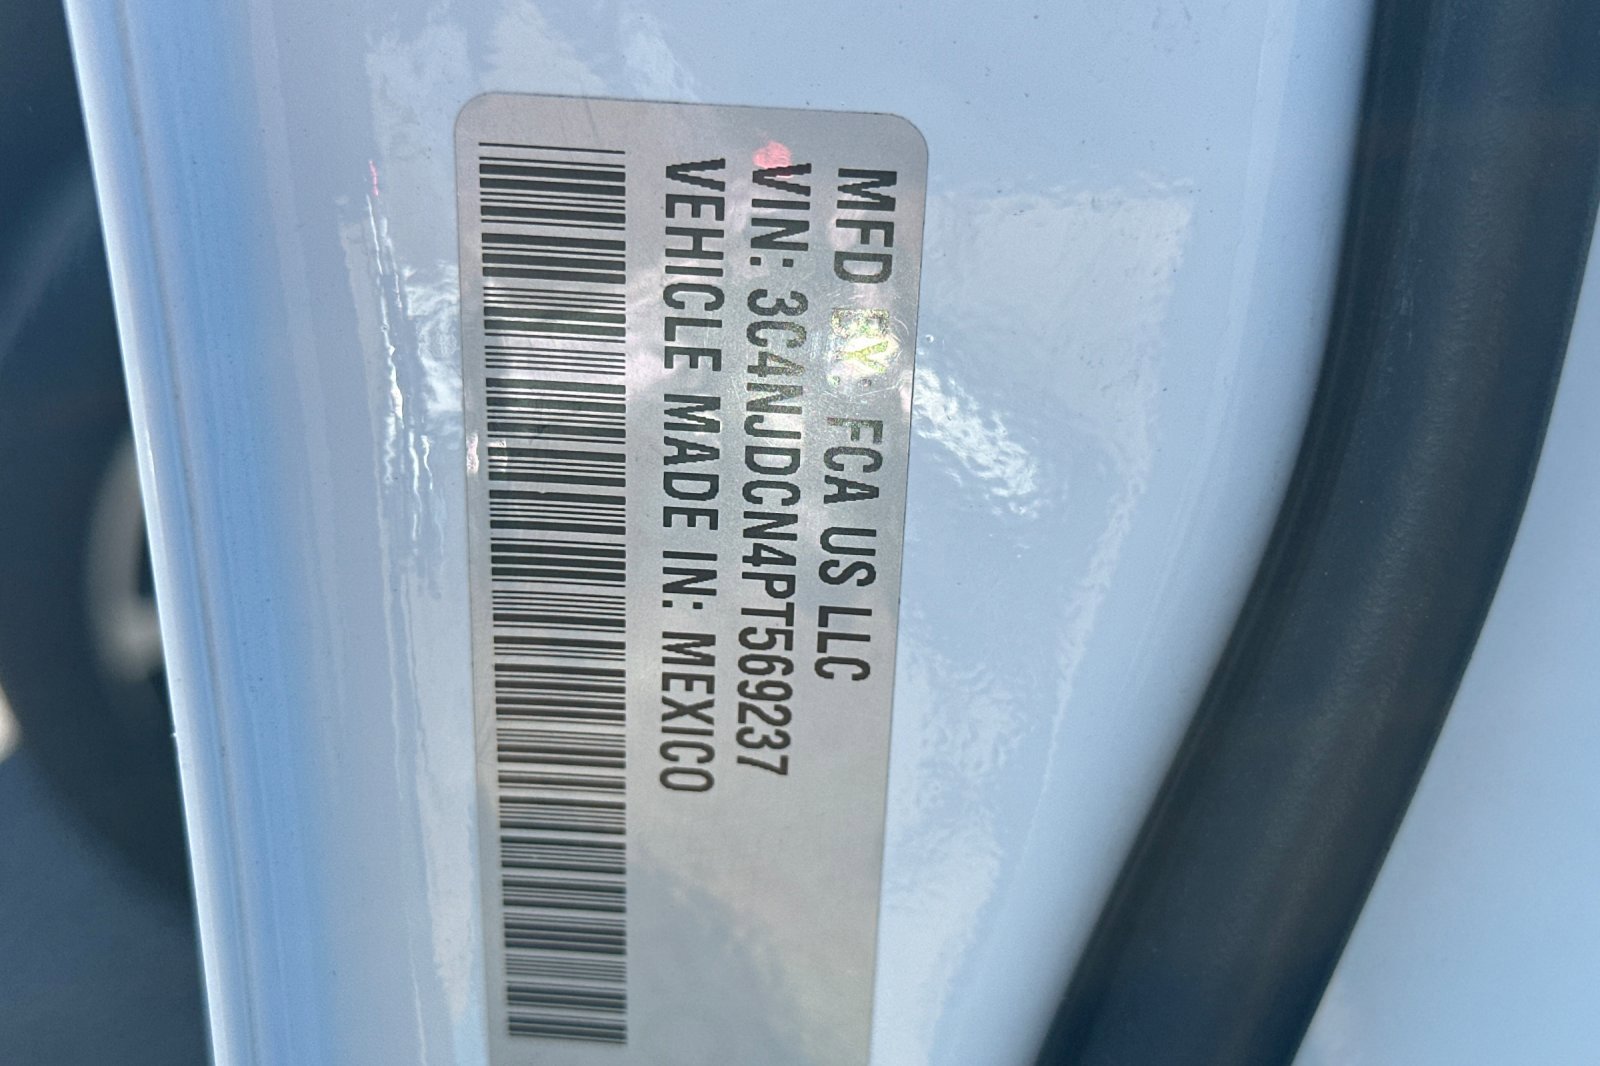 MFD BY: FCA US LLC
VIN: 3C4NJDCN4PT569237
VEHICLE MADE IN: MEXICO